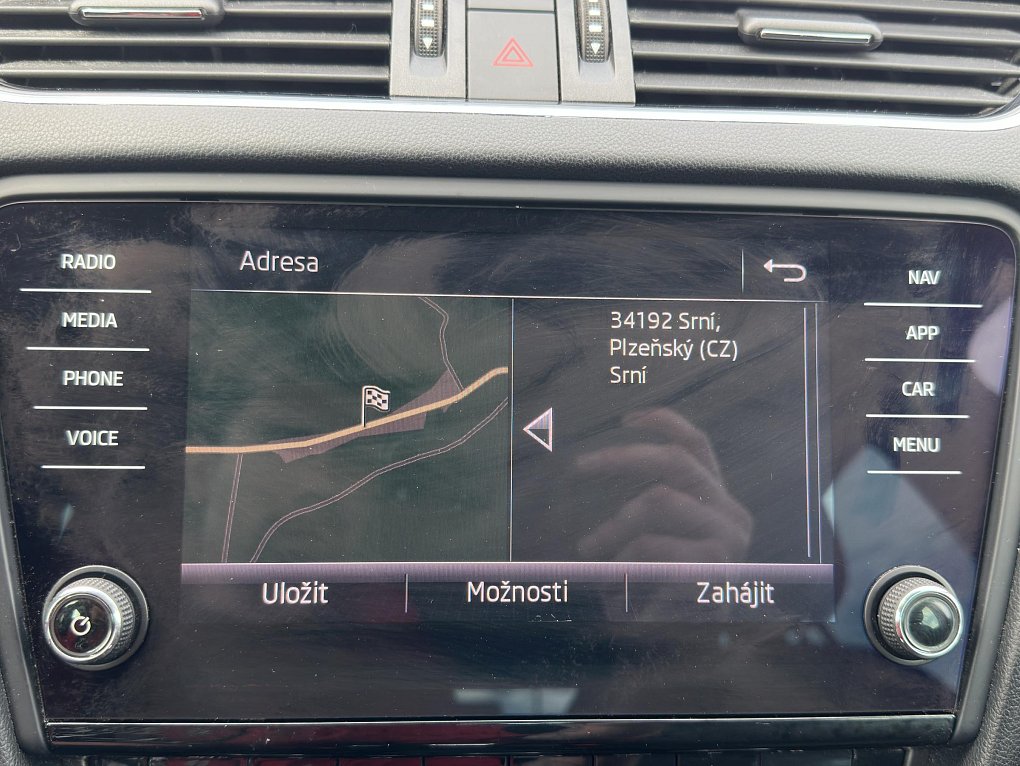 Adresa
RADIO
MEDIA
PHONE
VOICE
34192 Srní,
Plzeňský (CZ)
Srní
NAV
APP
CAR
MENU
Uložit
Možnosti
Zahájit